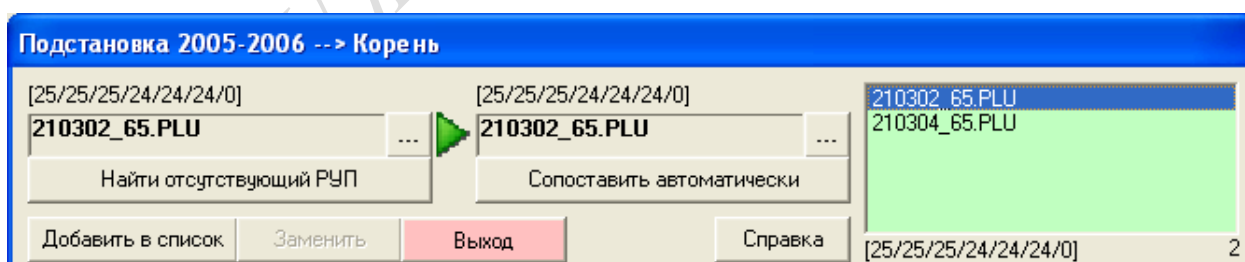 Подстановка 2005-2006 --> Корень
[25/25/25/24/24/24/0] [25/25/25/24/24/24/0]
210302_65.PLU ... 210302_65.PLU ...
Найти отсутствующий РУП Сопоставить автоматически
Добавить в список Заменить Выход Справка
210302_65.PLU
210304_65.PLU
[25/25/25/24/24/24/0] 2